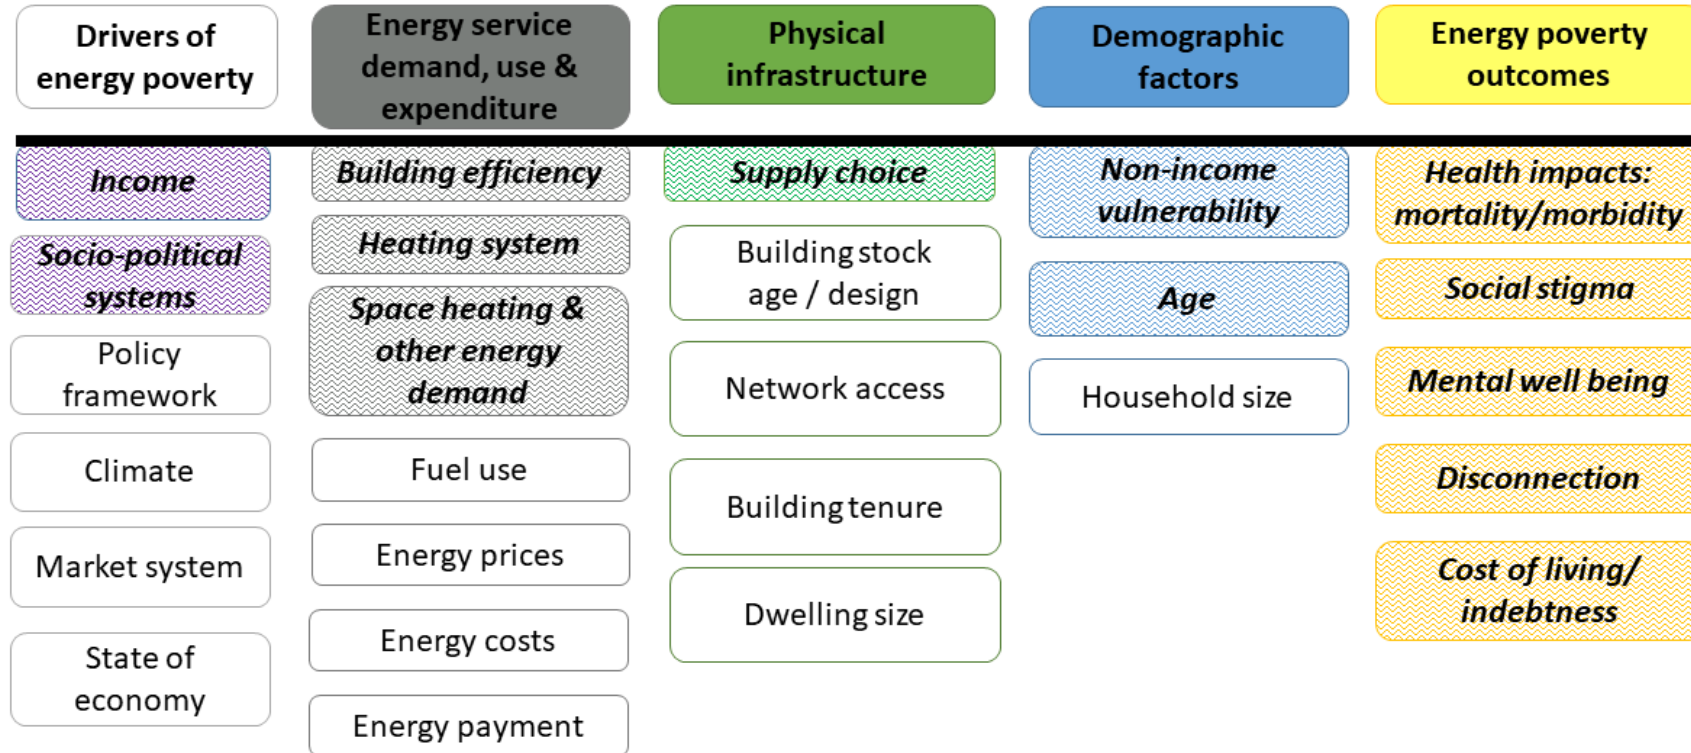 Drivers of
energy poverty
Energy service
demand, use &
expenditure
Physical
infrastructure
Demographic
factors
Energy poverty
outcomes
Income
Socio-political
systems
Policy
framework
Climate
Market system
State of
economy
Building efficiency
Heating system
Space heating &
other energy
demand
Fuel use
Energy prices
Energy costs
Energy payment
Supply choice
Building stock
age / design
Network access
Building tenure
Dwelling size
Non-income
vulnerability
Age
Household size
Health impacts:
mortality/morbidity
Social stigma
Mental well being
Disconnection
Cost of living/
indebtness